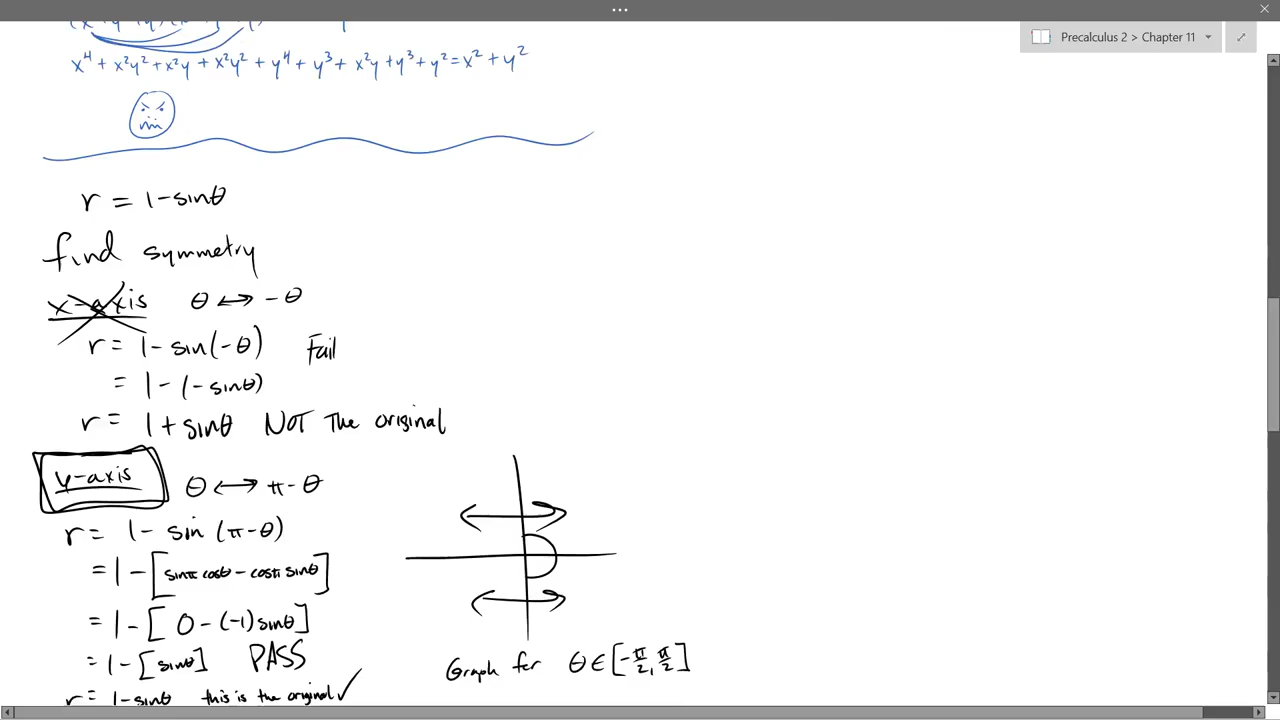 Precalculus 2 > Chapter 11
x⁴ + x²y² + x²y + x²y² + y⁴ + y³ + x²y + y³ + y² = x² + y²
r = 1-sinθ
find symmetry
x-axis θ ↔ -θ
r = 1 - sin(-θ) Fail
= 1 - (-sinθ)
r = 1 + sinθ NOT the original
y-axis θ ↔ π - θ
r = 1 - sin (π - θ)
= 1 - [sinπ cosθ - cosπ sinθ]
= 1 - [0 - (-1)sinθ]
= 1 - [sinθ] PASS
r = 1 - sinθ this is the original ✓
Graph for θ ∈ [-π/2, π/2]